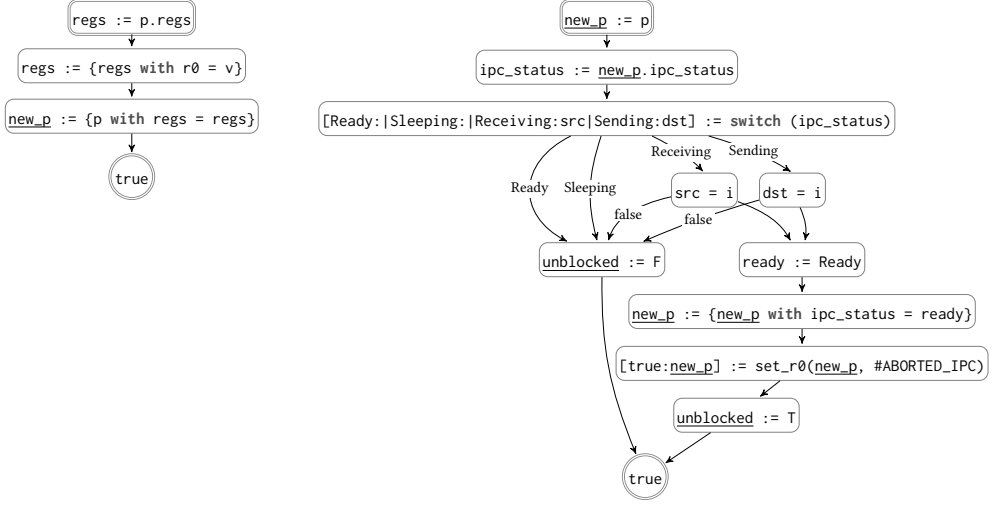 regs := p.regs
regs := {regs with r0 = v}
new_p := {p with regs = regs}
true
new_p := p
ipc_status := new_p.ipc_status
[Ready:|Sleeping:|Receiving:src|Sending:dst] := switch (ipc_status)
Receiving
Sending
Ready
Sleeping
src = i
dst = i
false
false
unblocked := F
ready := Ready
new_p := {new_p with ipc_status = ready}
[true:new_p] := set_r0(new_p, #ABORTED_IPC)
unblocked := T
true